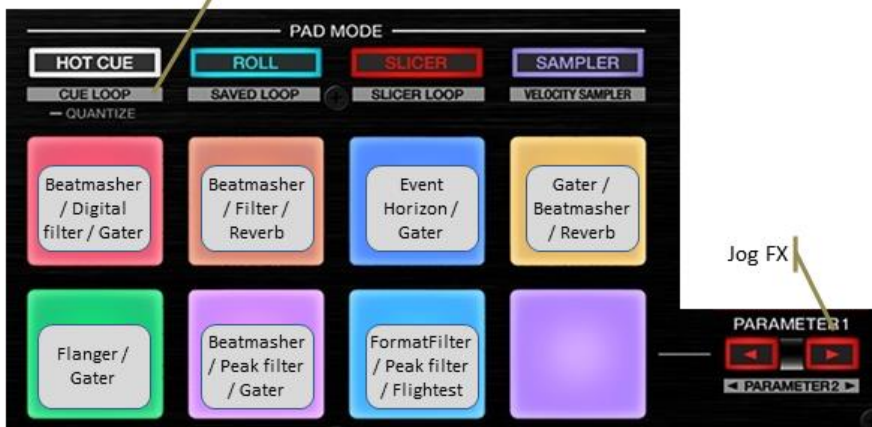 PAD MODE
HOT CUE ROLL SLICER SAMPLER
CUE LOOP SAVED LOOP SLICER LOOP VELOCITY SAMPLER
— QUANTIZE
Beatmasher
/ Digital
filter / Gater
Beatmasher
/ Filter /
Reverb
Event
Horizon /
Gater
Gater /
Beatmasher
/ Reverb
Jog FX
Flanger /
Gater
Beatmasher
/ Peak filter
/ Gater
FormatFilter
/ Peak filter
/ Flightest
PARAMETER1
◄ ►
◄ PARAMETER2 ►